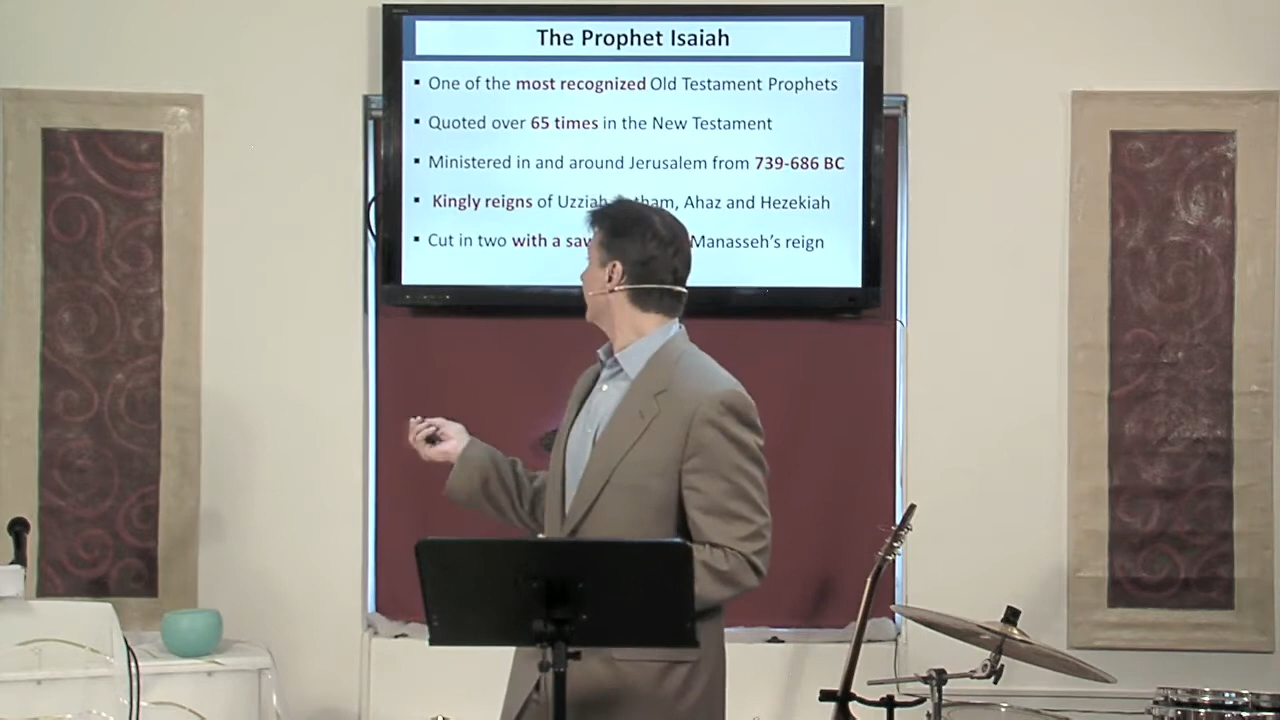 The Prophet Isaiah
▪ One of the most recognized Old Testament Prophets
▪ Quoted over 65 times in the New Testament
▪ Ministered in and around Jerusalem from 739-686 BC
▪ Kingly reigns of Uzziah tham, Ahaz and Hezekiah
▪ Cut in two with a saw Manasseh's reign